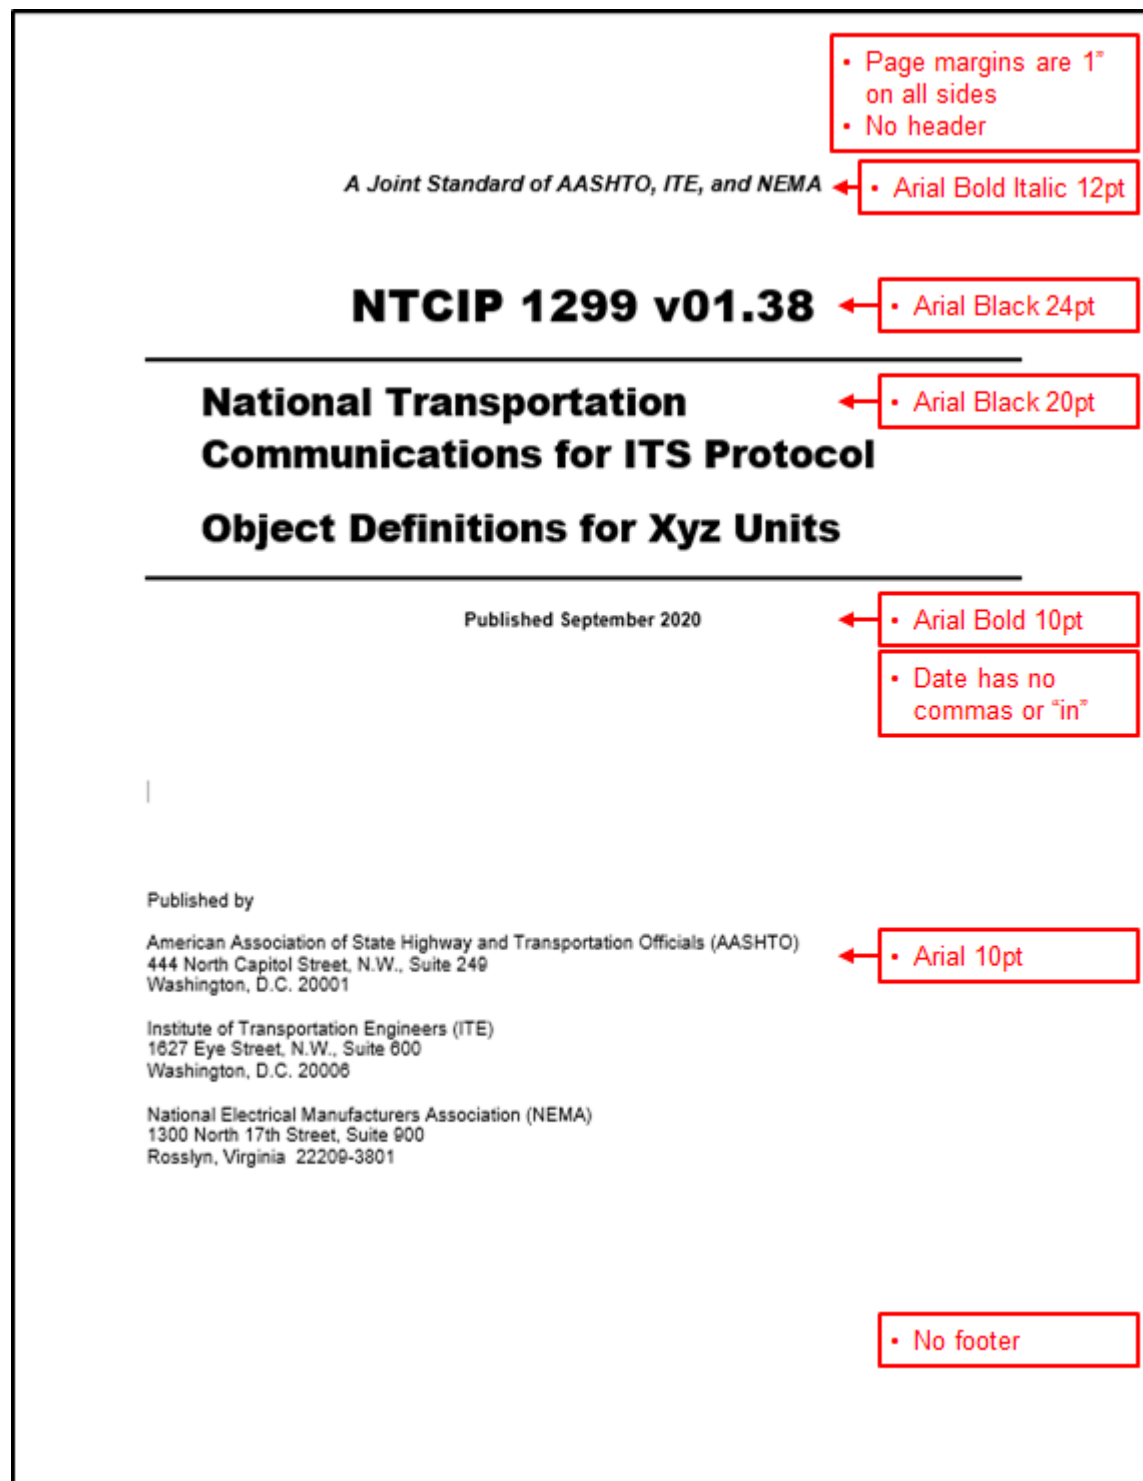 • Page margins are 1”
on all sides
• No header
A Joint Standard of AASHTO, ITE, and NEMA
• Arial Bold Italic 12pt
NTCIP 1299 v01.38
• Arial Black 24pt
National Transportation
• Arial Black 20pt
Communications for ITS Protocol
Object Definitions for Xyz Units
Published September 2020
• Arial Bold 10pt
• Date has no
commas or “in”
Published by
American Association of State Highway and Transportation Officials (AASHTO)
444 North Capitol Street, N.W., Suite 249
Washington, D.C. 20001
• Arial 10pt
Institute of Transportation Engineers (ITE)
1627 Eye Street, N.W., Suite 600
Washington, D.C. 20006
National Electrical Manufacturers Association (NEMA)
1300 North 17th Street, Suite 900
Rosslyn, Virginia  22209-3801
• No footer